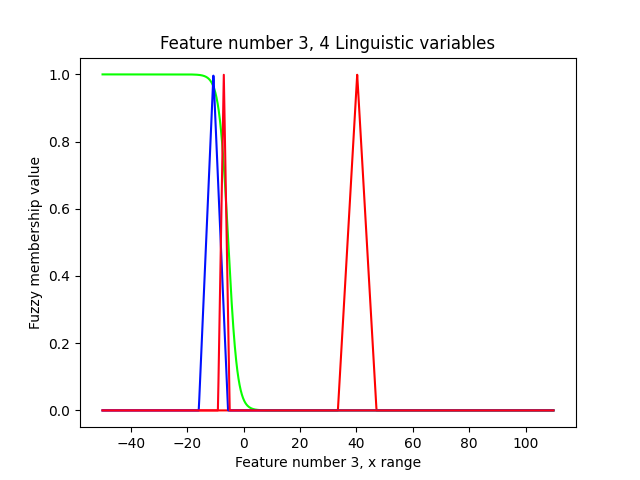 Feature number 3, 4 Linguistic variables
Fuzzy membership value
1.0
0.8
0.6
0.4
0.2
0.0
−40 −20 0 20 40 60 80 100
Feature number 3, x range